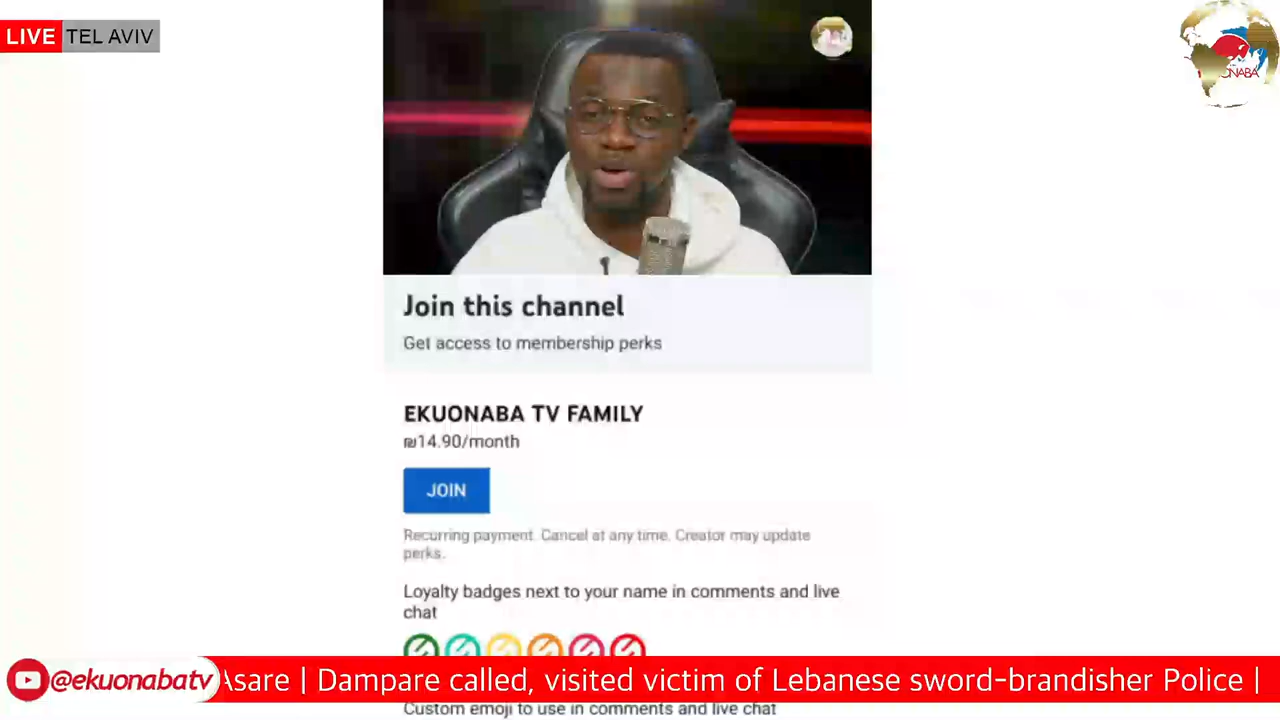 LIVE TEL AVIV
Join this channel
Get access to membership perks
EKUONABA TV FAMILY
₪14.90/month
JOIN
Recurring payment. Cancel at any time. Creator may update
perks.
Loyalty badges next to your name in comments and live
chat
@ekuonabatv Asare | Dampare called, visited victim of Lebanese sword-brandisher Police |
Custom emoji to use in comments and live chat